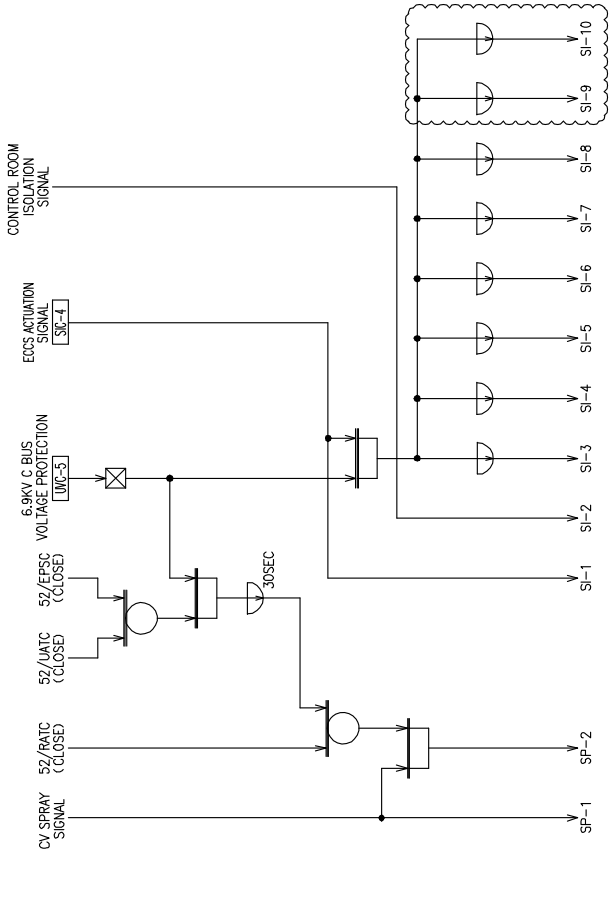 CV SPRAY
SIGNAL
52/RATC
(CLOSE)
52/UATC
(CLOSE)
52/EPSC
(CLOSE)
6.9KV C BUS
VOLTAGE PROTECTION
UVC-5
ECCS ACTUATION
SIGNAL
SIC-4
CONTROL ROOM
ISOLATION
SIGNAL
30SEC
SP-1
SP-2
SI-1
SI-2
SI-3
SI-4
SI-5
SI-6
SI-7
SI-8
SI-9
SI-10